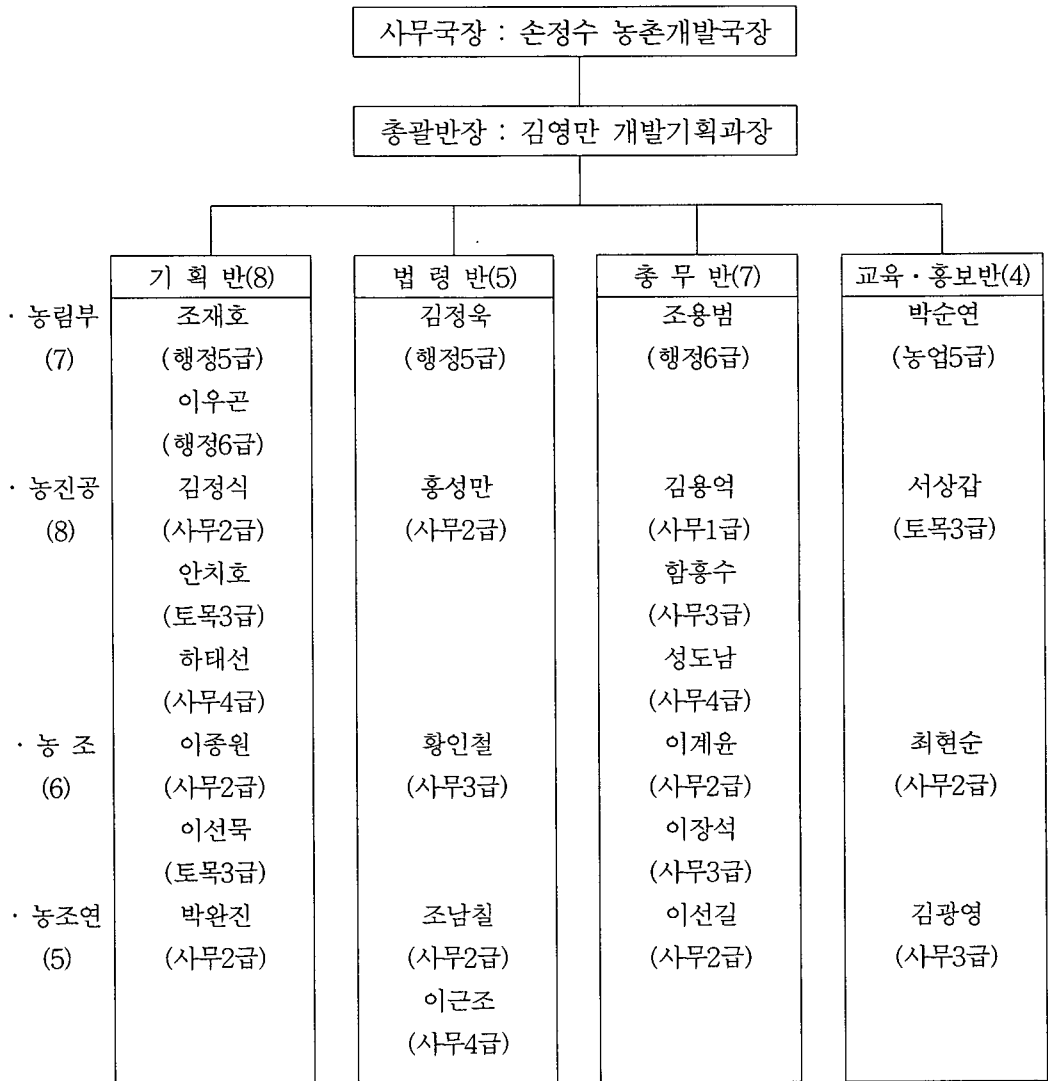 사무국장 : 손정수 농촌개발국장
총괄반장 : 김영만 개발기획과장
기 획 반(8) 법 령 반(5) 총 무 반(7) 교육·홍보반(4)
· 농림부 조재호 김정욱 조용범 박순연
(7) (행정5급) (행정5급) (행정6급) (농업5급)
이우곤
(행정6급)
· 농진공 김정식 홍성만 김용억 서상갑
(8) (사무2급) (사무2급) (사무1급) (토목3급)
안치호 함흥수
(토목3급) (사무3급)
하태선 성도남
(사무4급) (사무4급)
· 농 조 이종원 황인철 이계윤 최현순
(6) (사무2급) (사무3급) (사무2급) (사무2급)
이선묵 이장석
(토목3급) (사무3급)
· 농조연 박완진 조남칠 이선길 김광영
(5) (사무2급) (사무2급) (사무2급) (사무3급)
이근조
(사무4급)